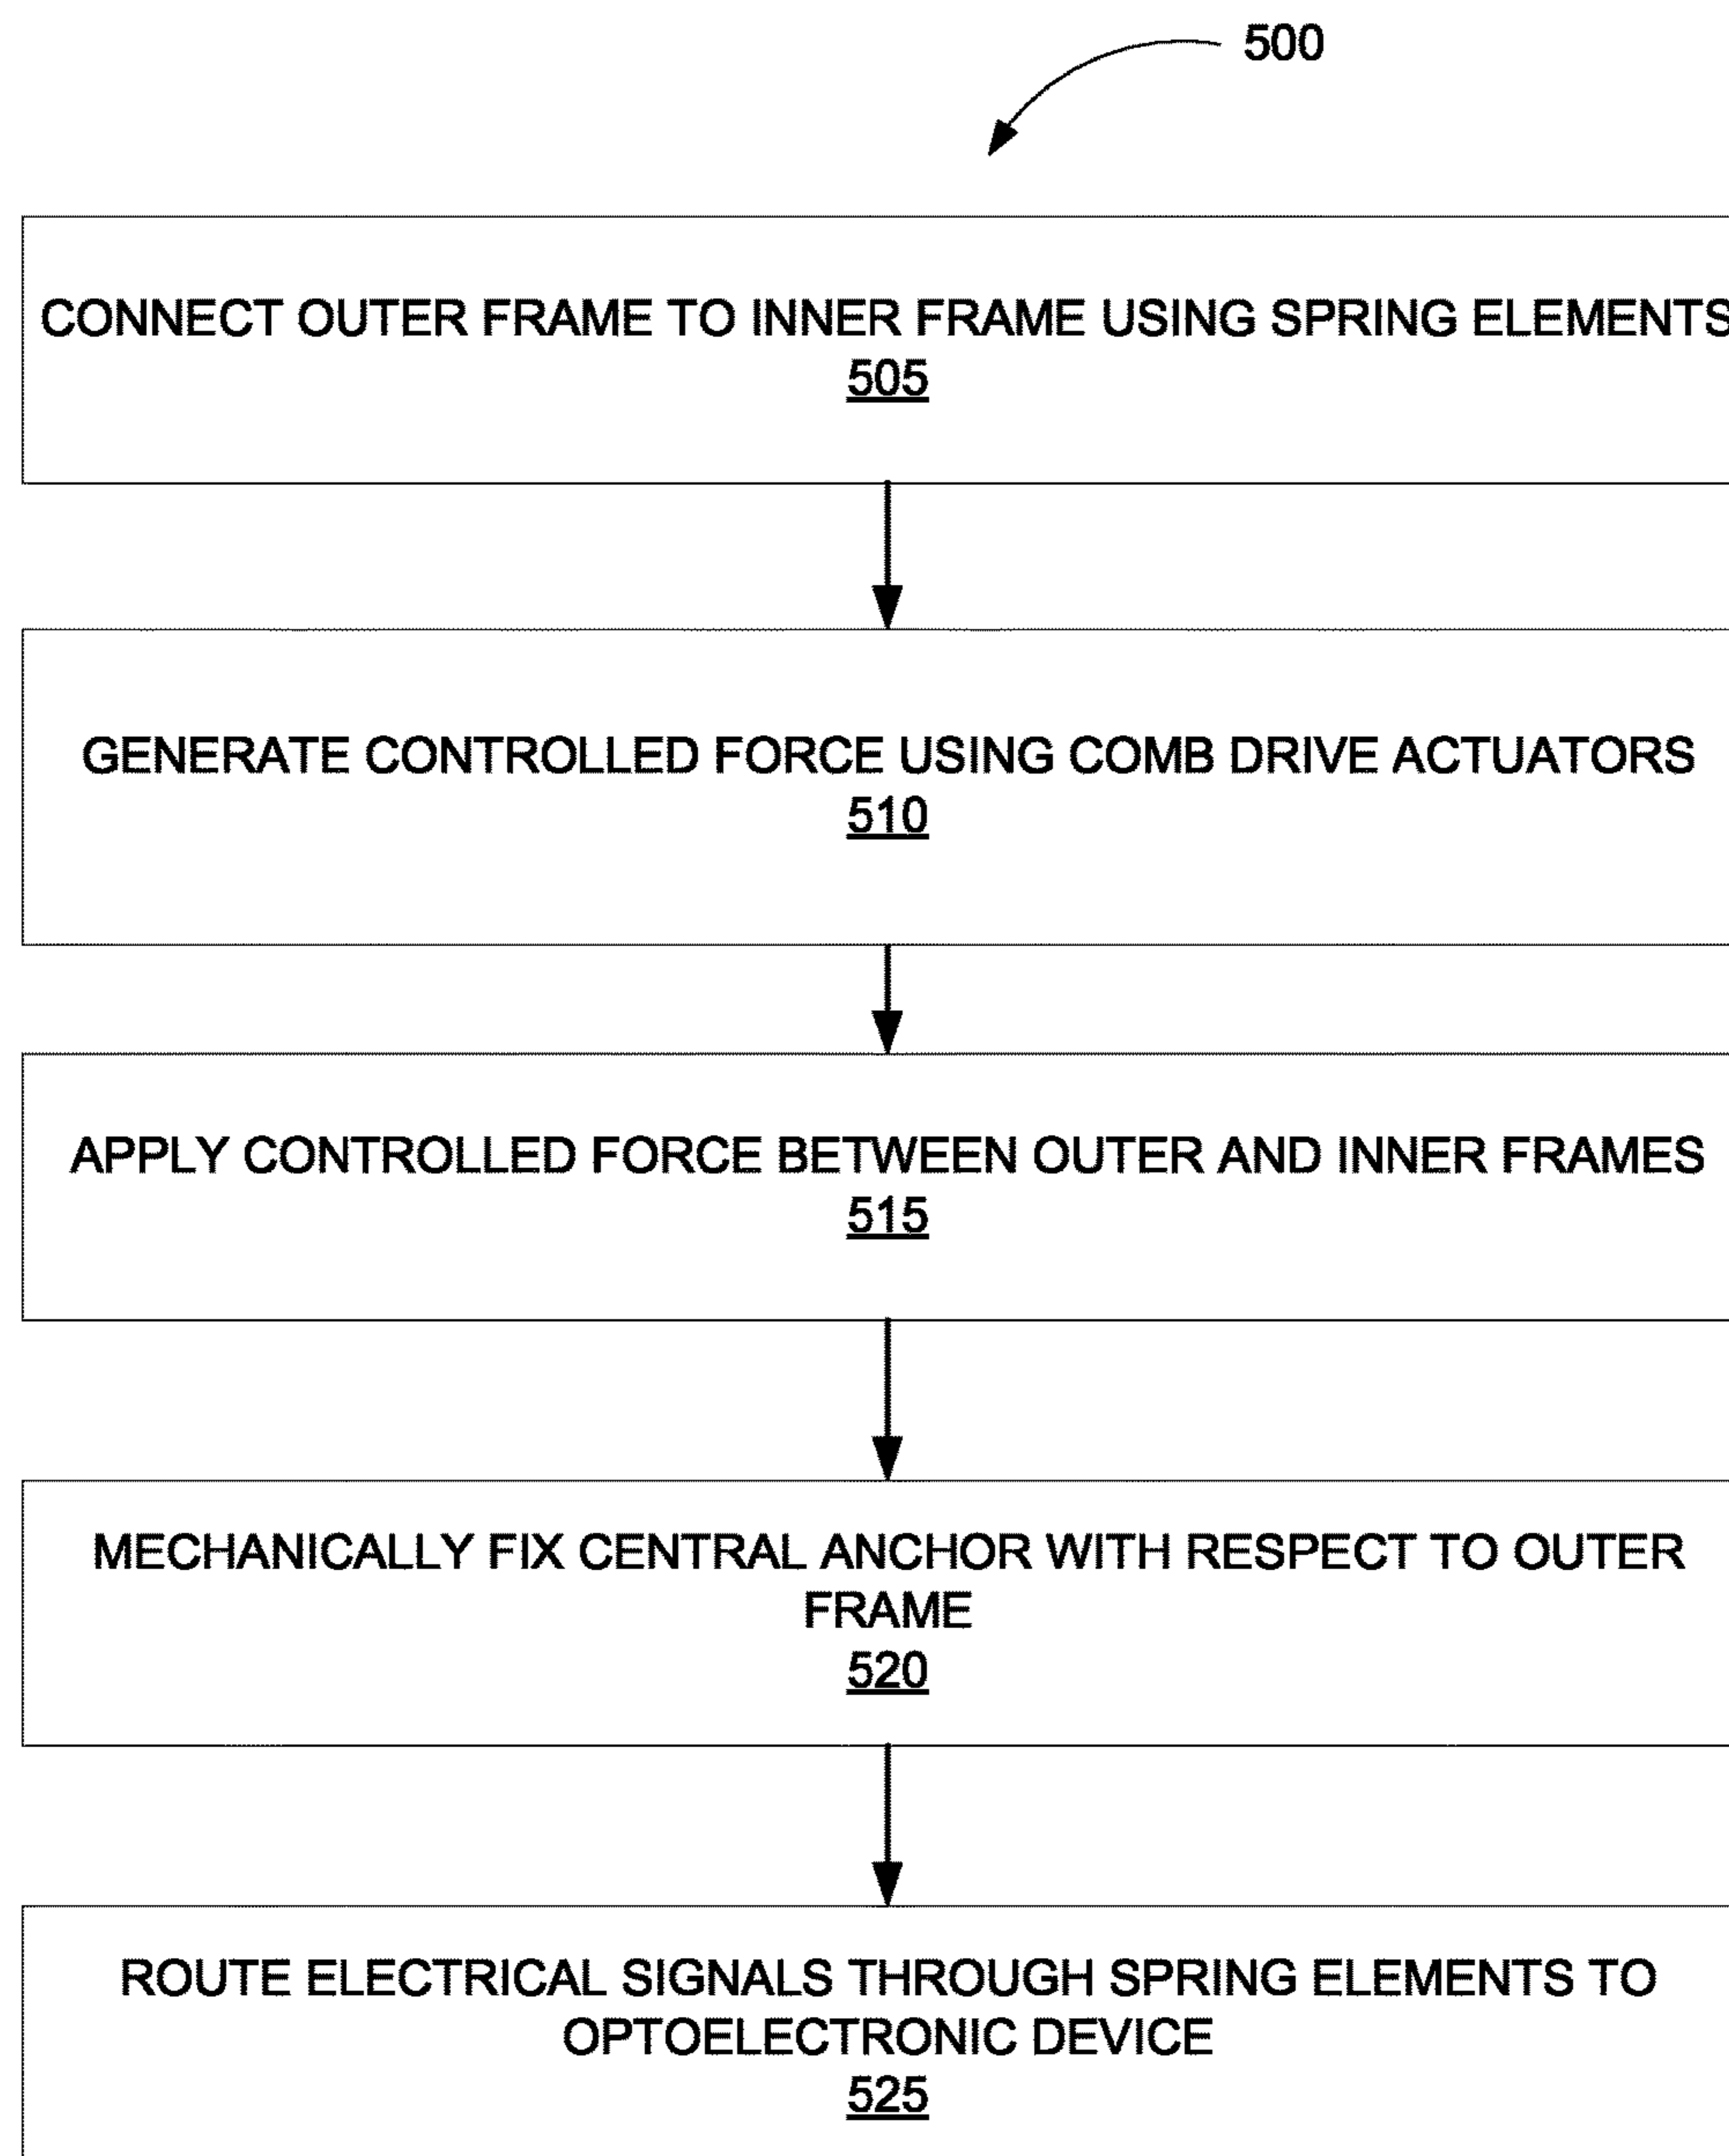 500
CONNECT OUTER FRAME TO INNER FRAME USING SPRING ELEMENTS
505
GENERATE CONTROLLED FORCE USING COMB DRIVE ACTUATORS
510
APPLY CONTROLLED FORCE BETWEEN OUTER AND INNER FRAMES
515
MECHANICALLY FIX CENTRAL ANCHOR WITH RESPECT TO OUTER
FRAME
520
ROUTE ELECTRICAL SIGNALS THROUGH SPRING ELEMENTS TO
OPTOELECTRONIC DEVICE
525